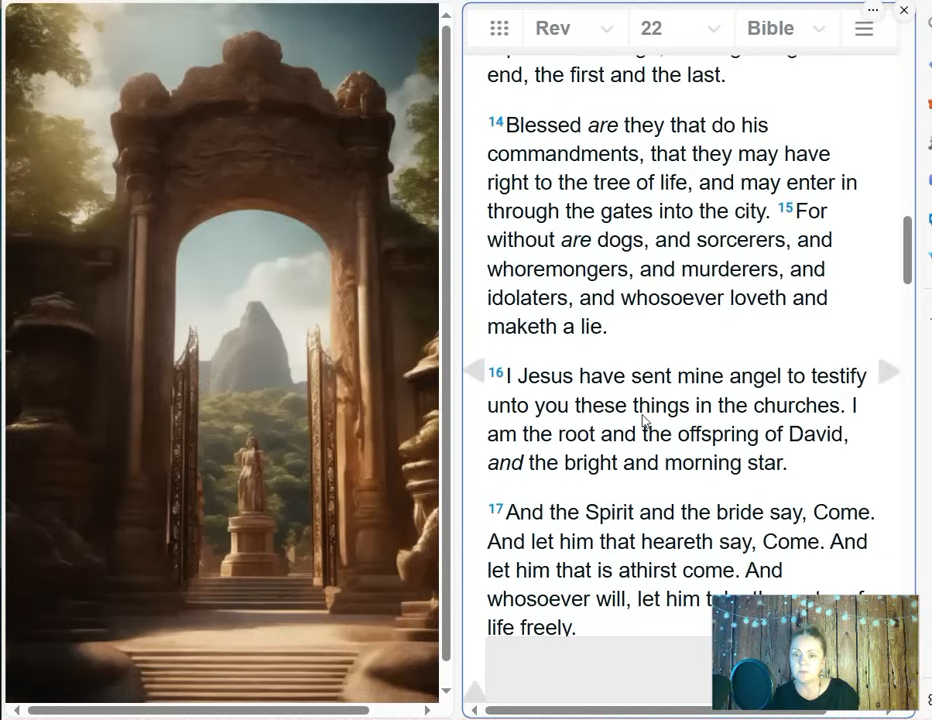 Rev 22 Bible
end, the first and the last.
14Blessed are they that do his
commandments, that they may have
right to the tree of life, and may enter in
through the gates into the city. 15For
without are dogs, and sorcerers, and
whoremongers, and murderers, and
idolaters, and whosoever loveth and
maketh a lie.
16I Jesus have sent mine angel to testify
unto you these things in the churches. I
am the root and the offspring of David,
and the bright and morning star.
17And the Spirit and the bride say, Come.
And let him that heareth say, Come. And
let him that is athirst come. And
whosoever will, let him
life freely.